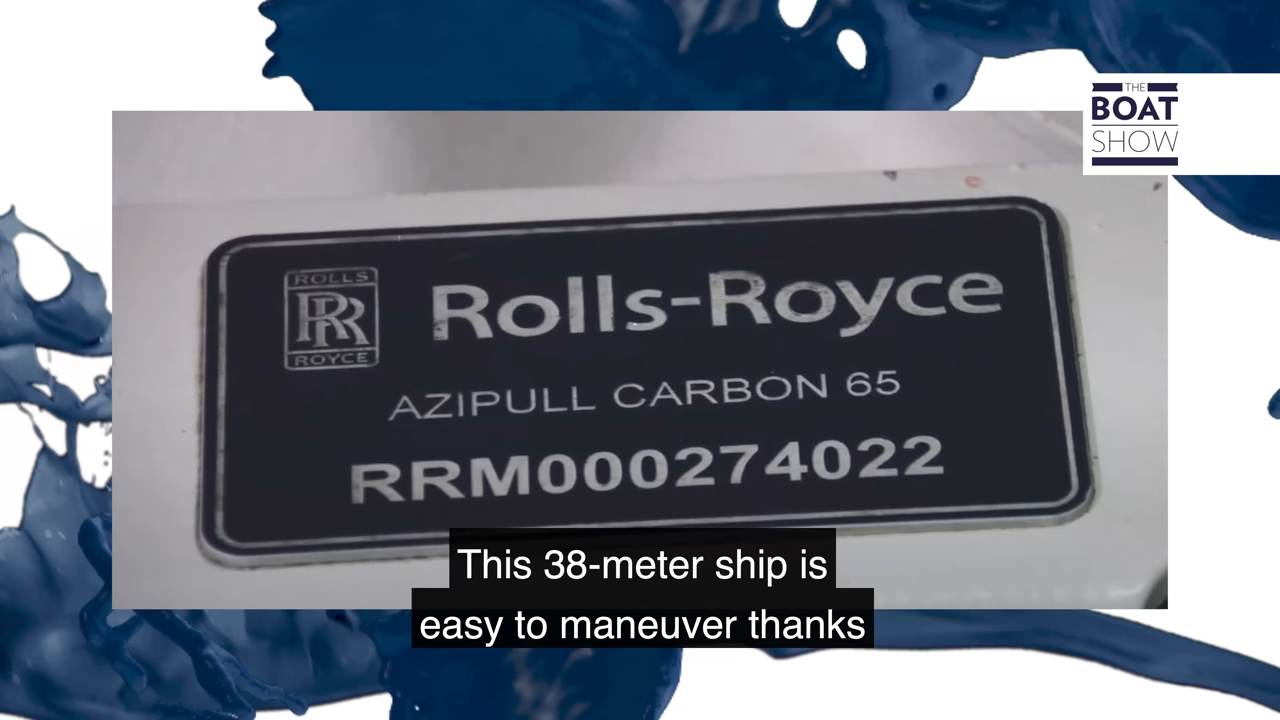 THE
BOAT
SHOW
ROLLS
RR
ROYCE
Rolls-Royce
AZIPULL CARBON 65
RRM000274022
This 38-meter ship is
easy to maneuver thanks